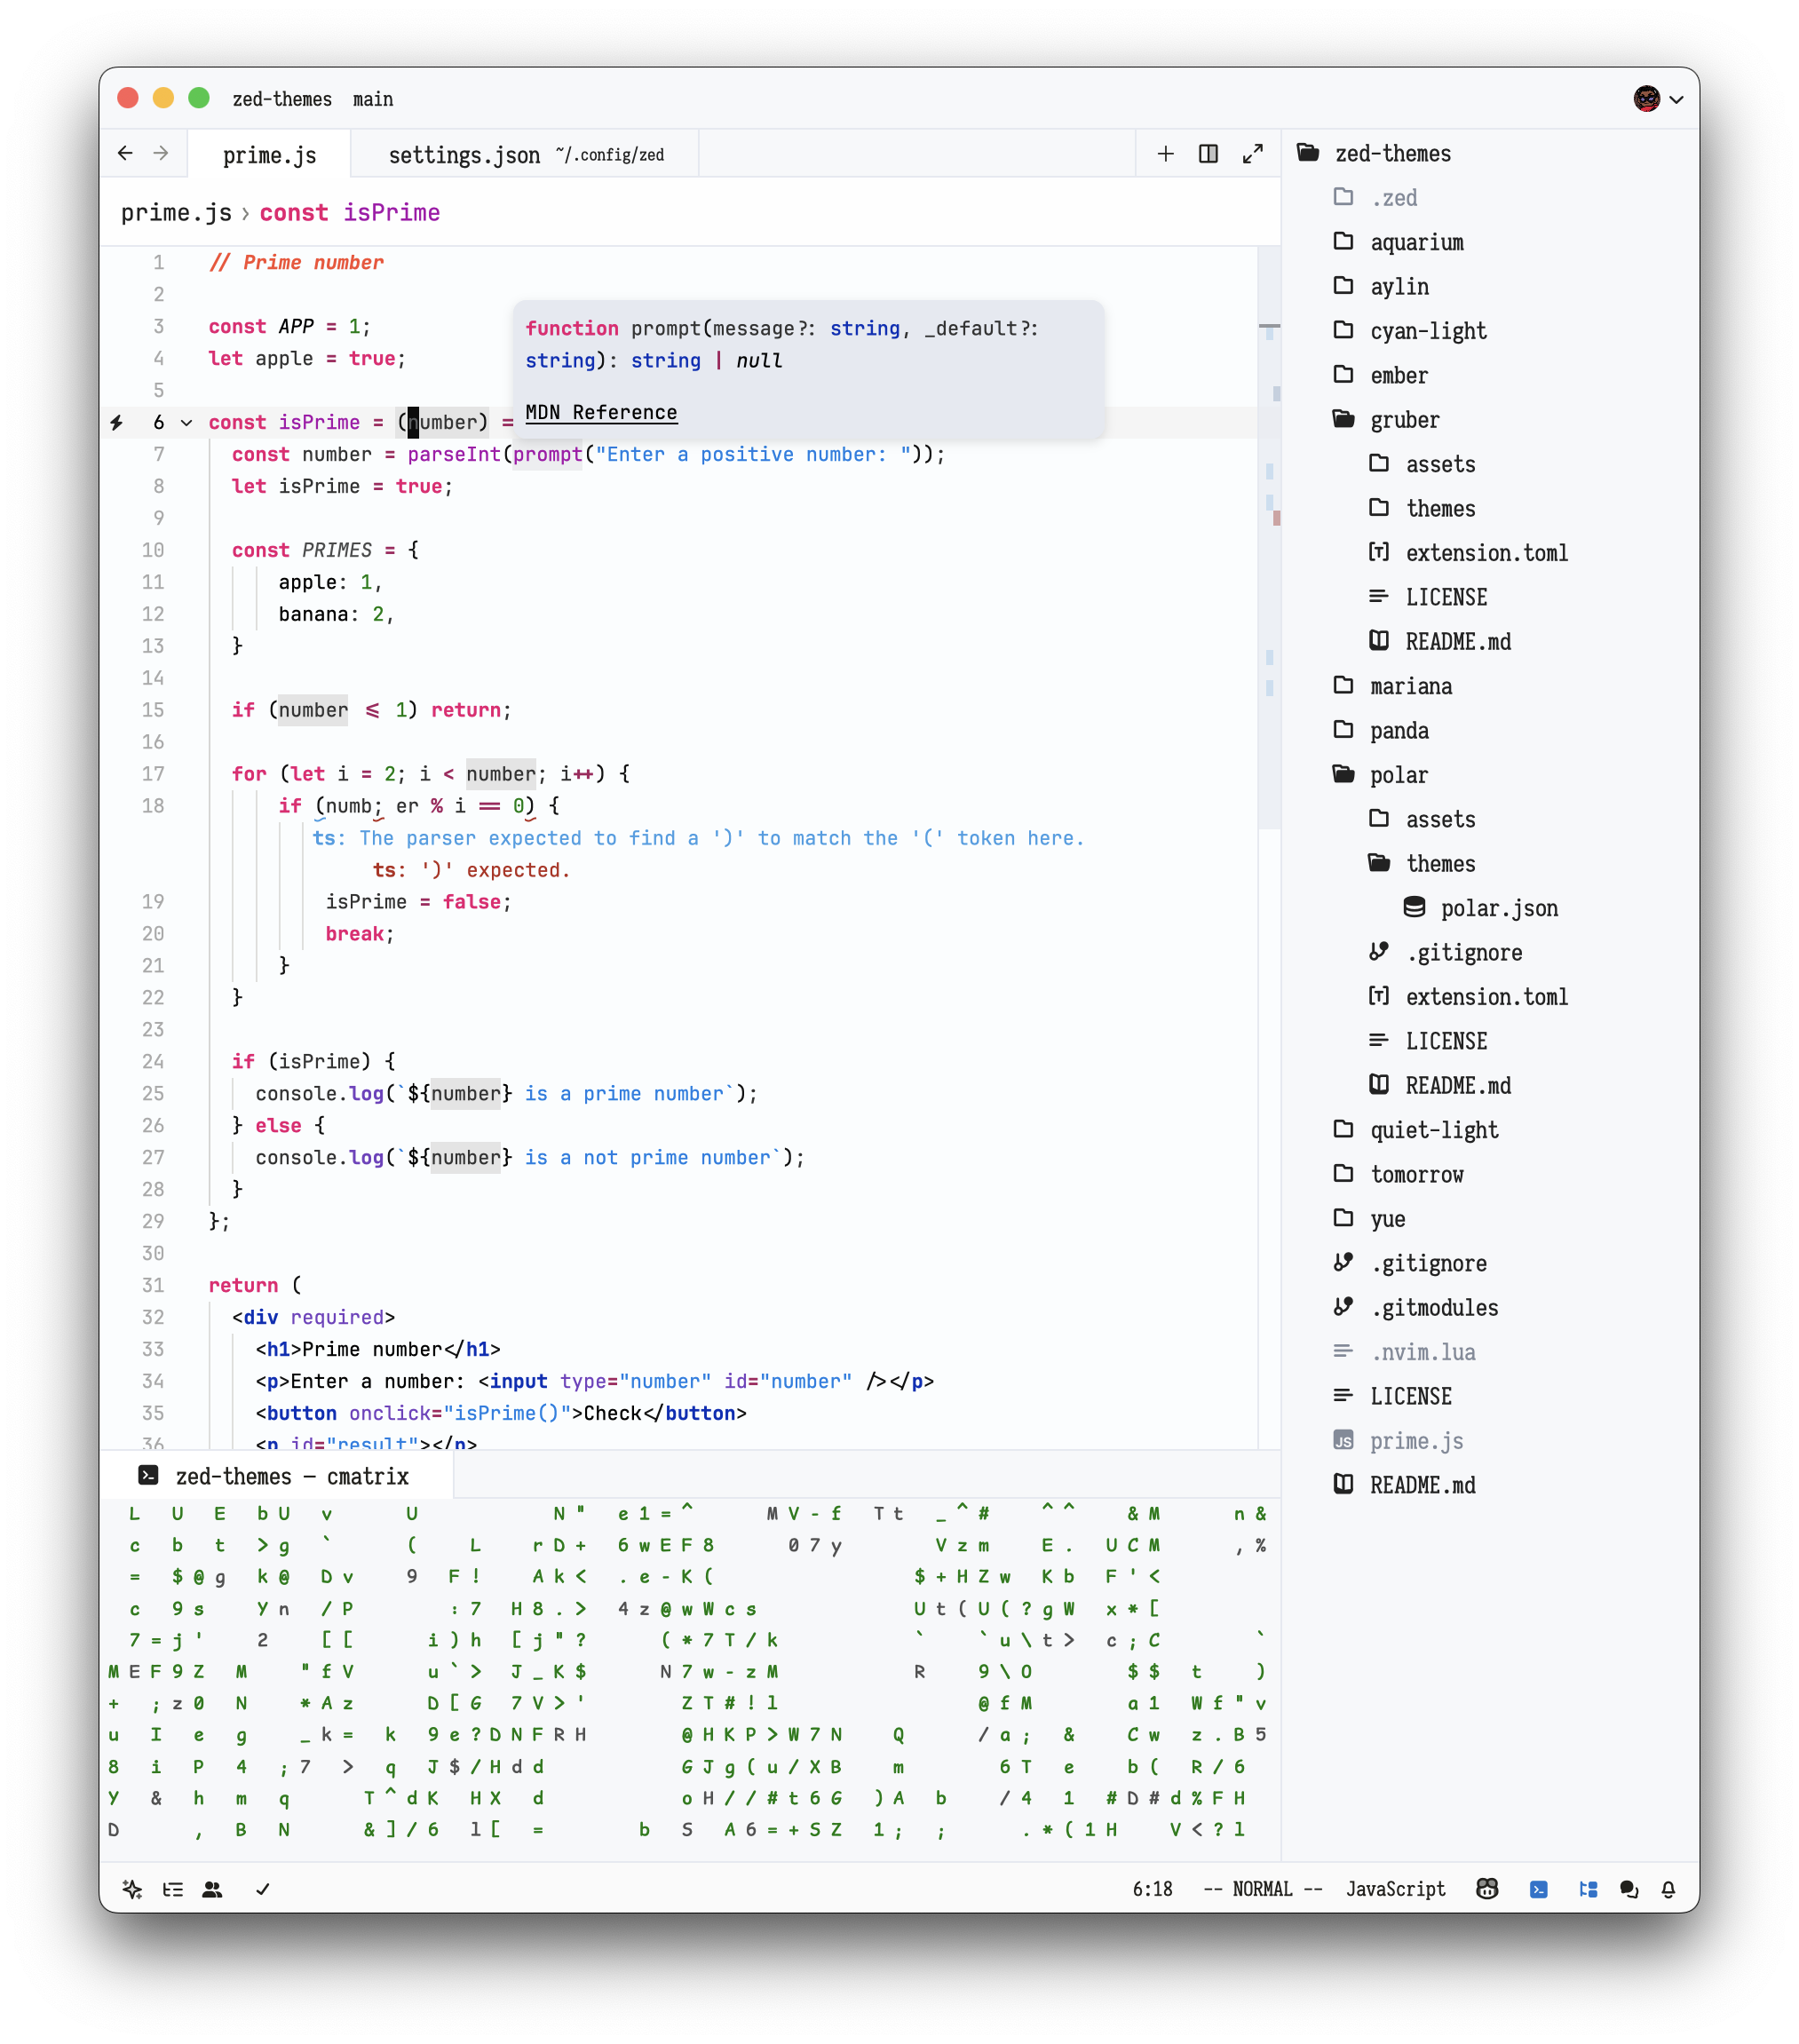 zed-themes main
prime.js settings.json ~/.config/zed
prime.js › const isPrime
1 // Prime number
2
3 const APP = 1;
4 let apple = true;
5
6 const isPrime = (number) =
7 const number = parseInt(prompt("Enter a positive number: "));
8 let isPrime = true;
9
10 const PRIMES = {
11 apple: 1,
12 banana: 2,
13 }
14
15 if (number <= 1) return;
16
17 for (let i = 2; i < number; i++) {
18 if (numb; er % i == 0) {
ts: The parser expected to find a ')' to match the '(' token here.
ts: ')' expected.
19 isPrime = false;
20 break;
21 }
22 }
23
24 if (isPrime) {
25 console.log(`${number} is a prime number`);
26 } else {
27 console.log(`${number} is a not prime number`);
28 }
29 };
30
31 return (
32 <div required>
33 <h1>Prime number</h1>
34 <p>Enter a number: <input type="number" id="number" /></p>
35 <button onclick="isPrime()">Check</button>
36 <p id="result"></p>
function prompt(message?: string, _default?:
string): string | null
MDN Reference
zed-themes — cmatrix
L U E b U v U N " e 1 = ^ M V - f T t _ ^ # ^ ^ & M n &
c b t > g ` ( L r D + 6 w E F 8 0 7 y V z m E . U C M , %
= $ @ g k @ D v 9 F ! A k < . e - K ( $ + H Z w K b F ' <
c 9 s Y n / P : 7 H 8 . > 4 z @ w W c s U t ( U ( ? g W x * [
7 = j ' 2 [ [ i ) h [ j " ? ( * 7 T / k ` ` u \ t > c ; C `
M E F 9 Z M " f V u ` > J _ K $ N 7 w - z M R 9 \ O $ $ t )
+ ; z 0 N * A z D [ G 7 V > ' Z T # ! l @ f M a 1 W f " v
u I e g _ k = k 9 e ? D N F R H @ H K P > W 7 N Q / a ; & C w z . B 5
8 i P 4 ; 7 > q J $ / H d d G J g ( u / X B m 6 T e b ( R / 6
Y & h m q T ^ d K H X d o H / / # t 6 G ) A b / 4 1 # D # d % F H
D , B N & ] / 6 l [ = b S A 6 = + S Z 1 ; ; . * ( 1 H V < ? l
zed-themes
.zed
aquarium
aylin
cyan-light
ember
gruber
assets
themes
extension.toml
LICENSE
README.md
mariana
panda
polar
assets
themes
polar.json
.gitignore
extension.toml
LICENSE
README.md
quiet-light
tomorrow
yue
.gitignore
.gitmodules
.nvim.lua
LICENSE
JS prime.js
README.md
6:18 -- NORMAL -- JavaScript